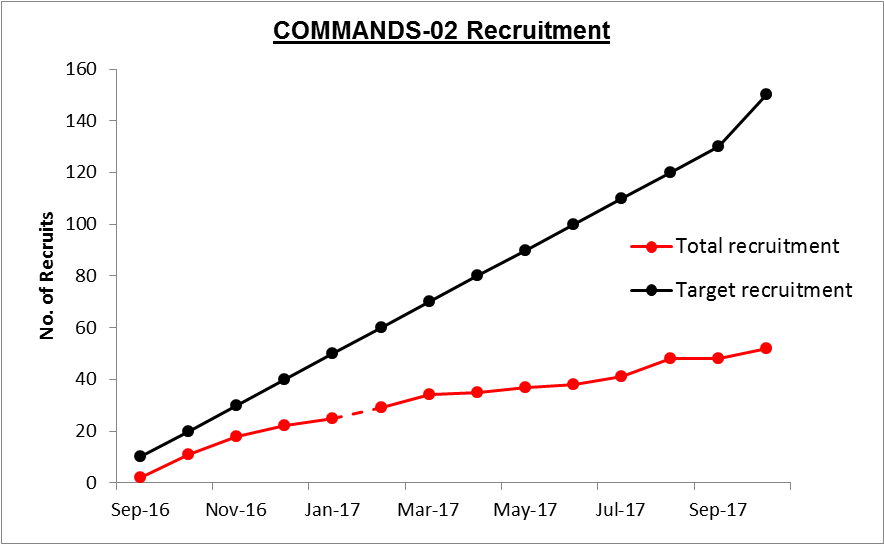 COMMANDS-02 Recruitment
No. of Recruits
160
140
120
100
80
60
40
20
0
Total recruitment
Target recruitment
Sep-16 Nov-16 Jan-17 Mar-17 May-17 Jul-17 Sep-17